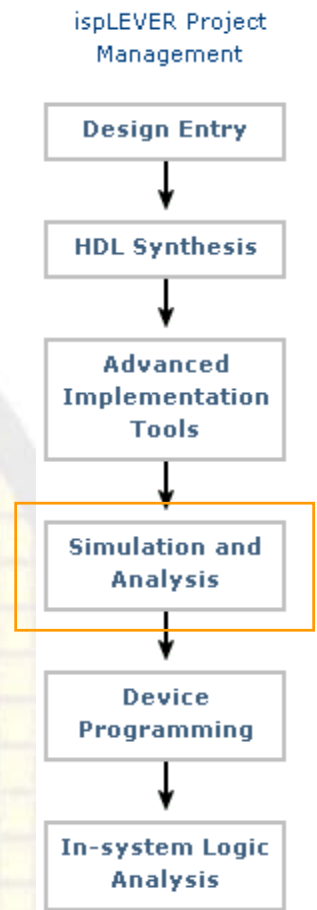 ispLEVER Project
Management
Design Entry
HDL Synthesis
Advanced
Implementation
Tools
Simulation and
Analysis
Device
Programming
In-system Logic
Analysis